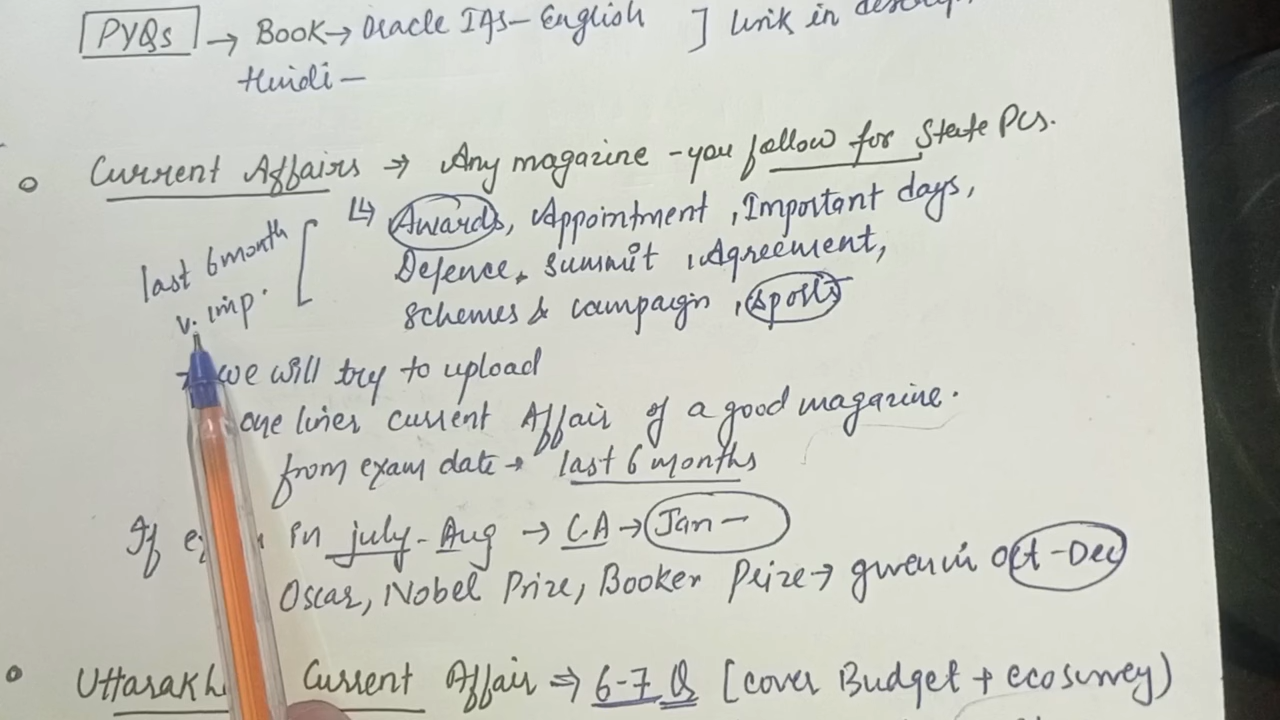 PYQs → Book → Oracle IAS - English ] link in
Hindi -
Current Affairs → Any magazine - you follow for State PCS.
↳ Awards, Appointment, Important days,
Defence, Summit, Agreement,
Schemes & campaign, sports
last 6 month
v. imp.
→ we will try to upload
one liner current Affair of a good magazine.
from exam date → last 6 months
If in july - Aug → C.A → Jan -
Oscar, Nobel Prize, Booker Prize → given in Oct - Dec
Current Affair ⇒ 6-7 Q [cover Budget + eco survey)